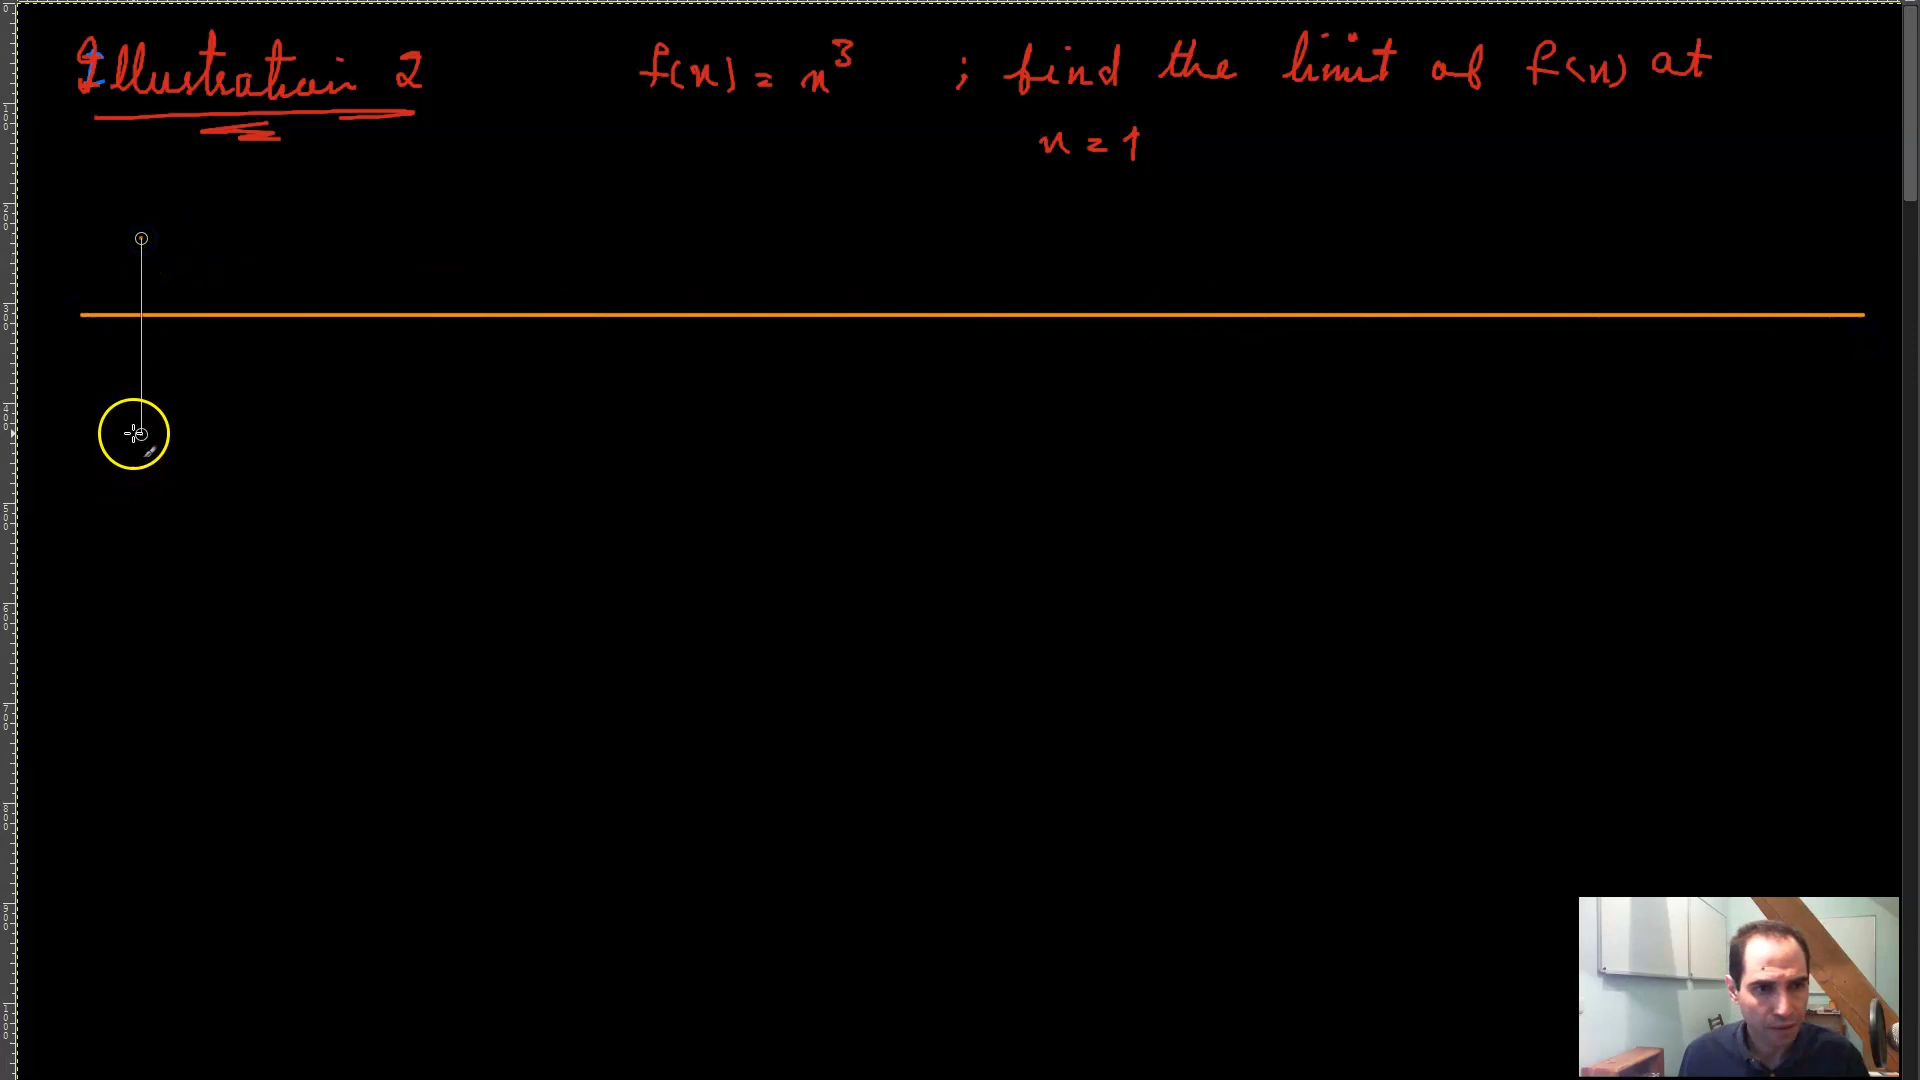 Illustration 2 f(x) = x³ ; find the limit of f(x) at
x = 1